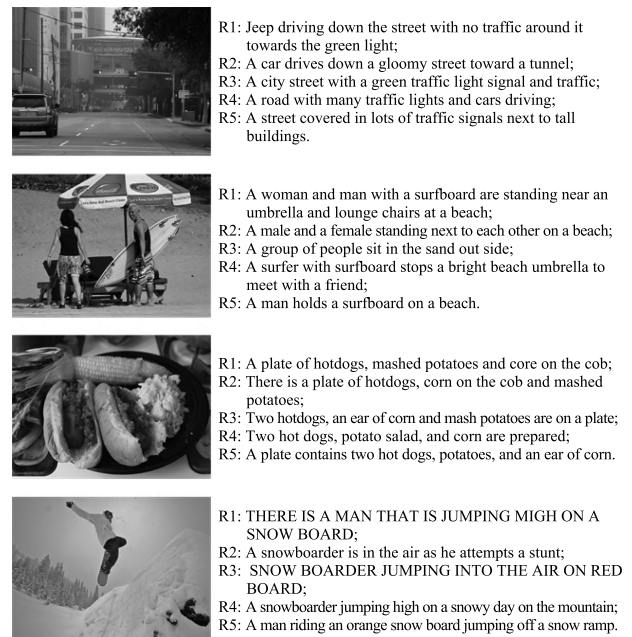 R1: Jeep driving down the street with no traffic around it
towards the green light;
R2: A car drives down a gloomy street toward a tunnel;
R3: A city street with a green traffic light signal and traffic;
R4: A road with many traffic lights and cars driving;
R5: A street covered in lots of traffic signals next to tall
buildings.
R1: A woman and man with a surfboard are standing near an
umbrella and lounge chairs at a beach;
R2: A male and a female standing next to each other on a beach;
R3: A group of people sit in the sand out side;
R4: A surfer with surfboard stops a bright beach umbrella to
meet with a friend;
R5: A man holds a surfboard on a beach.
R1: A plate of hotdogs, mashed potatoes and core on the cob;
R2: There is a plate of hotdogs, corn on the cob and mashed
potatoes;
R3: Two hotdogs, an ear of corn and mash potatoes are on a plate;
R4: Two hot dogs, potato salad, and corn are prepared;
R5: A plate contains two hot dogs, potatoes, and an ear of corn.
R1: THERE IS A MAN THAT IS JUMPING MIGH ON A
SNOW BOARD;
R2: A snowboarder is in the air as he attempts a stunt;
R3: SNOW BOARDER JUMPING INTO THE AIR ON RED
BOARD;
R4: A snowboarder jumping high on a snowy day on the mountain;
R5: A man riding an orange snow board jumping off a snow ramp.